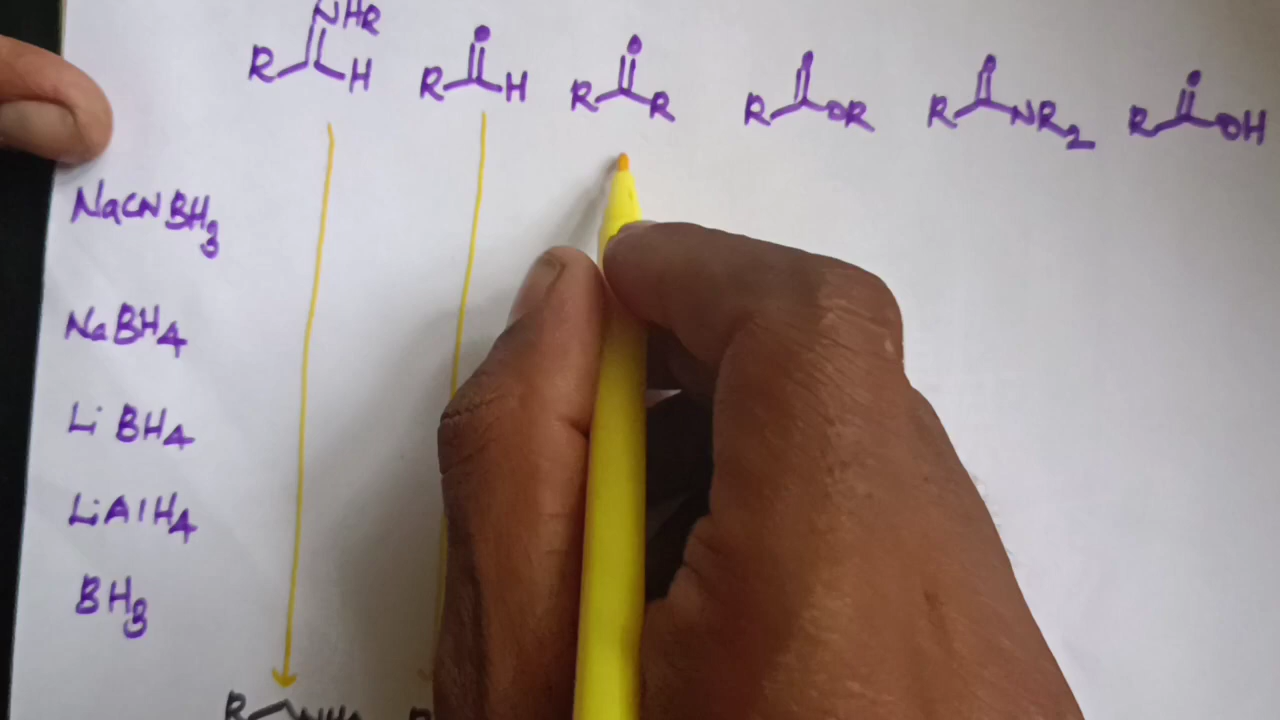 NHR
R H R H R R R OR R NR2 R OH
NaCNBH3
NaBH4
LiBH4
LiAlH4
BH3
R